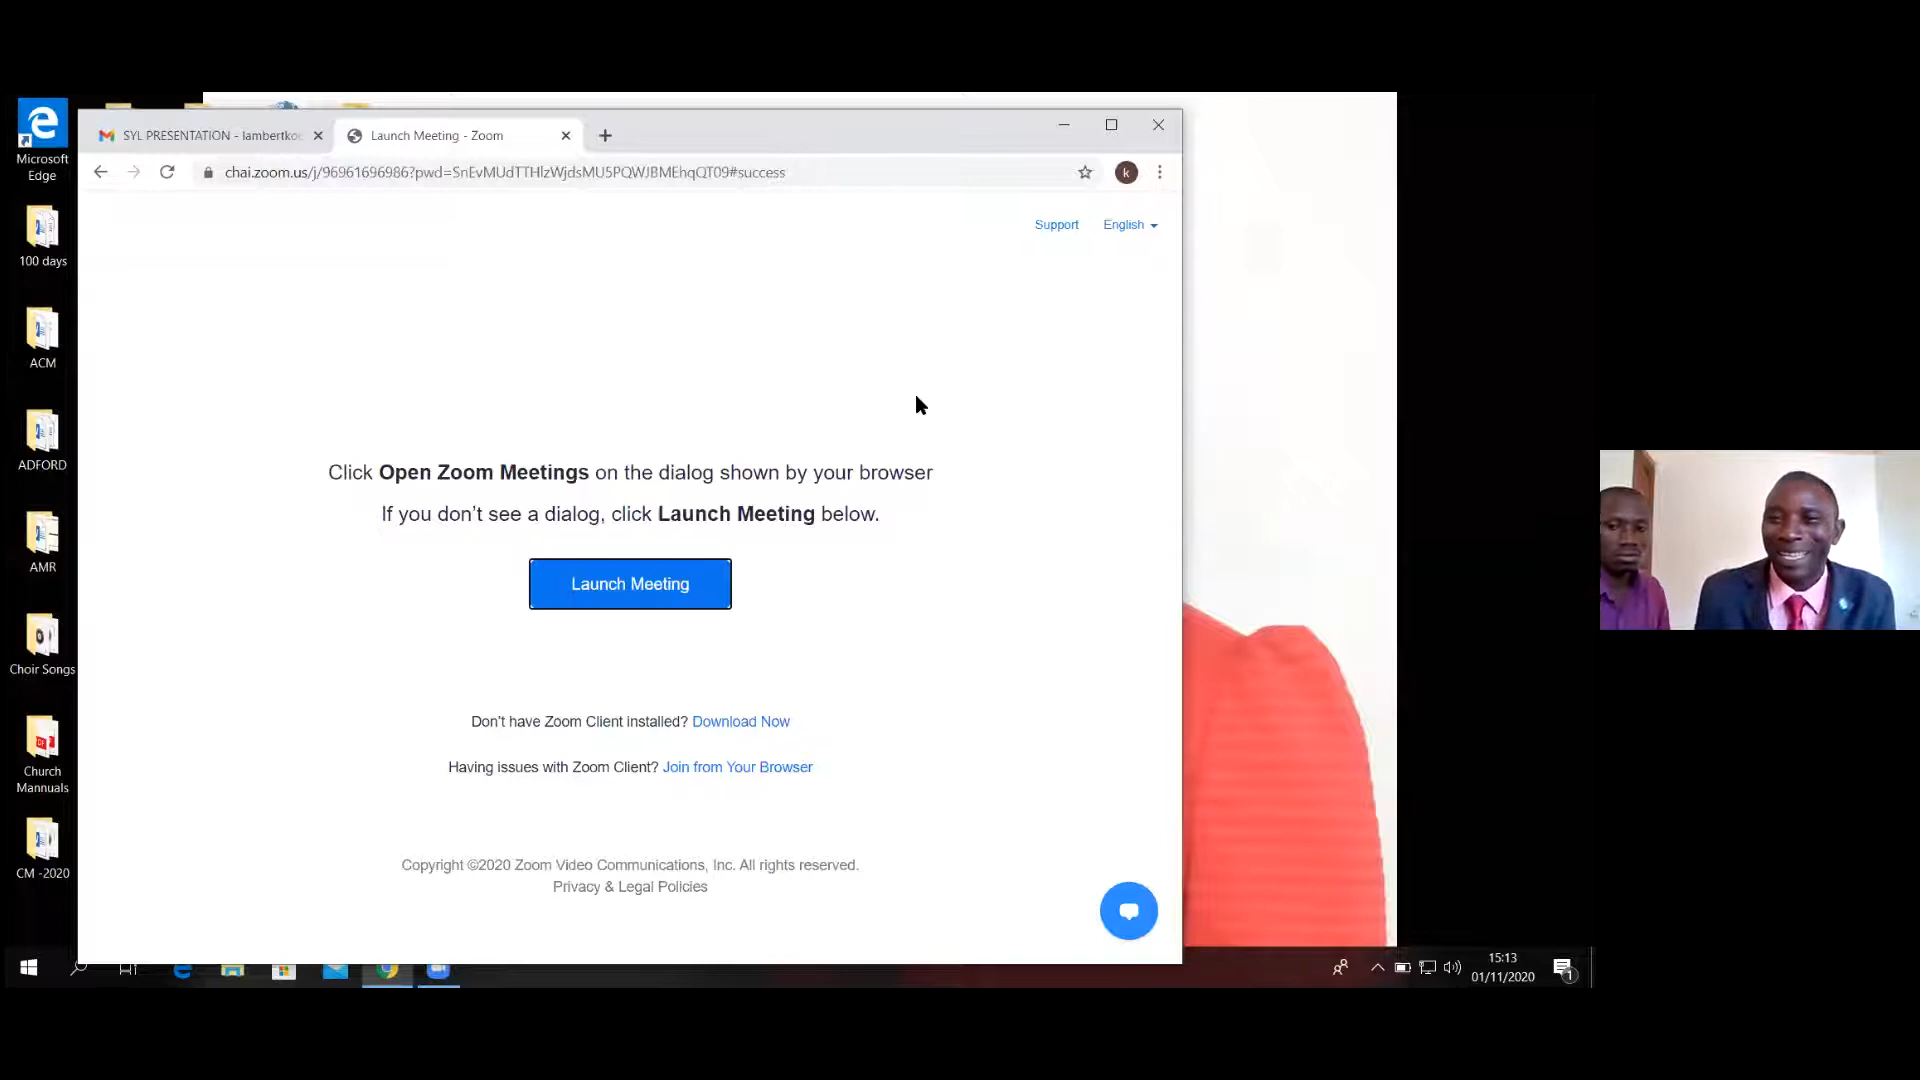 Microsoft
Edge
100 days
ACM
ADFORD
AMR
Choir Songs
Church
Mannuals
CM -2020
SYL PRESENTATION - lambertko
Launch Meeting - Zoom
chai.zoom.us/j/96961696986?pwd=SnEvMUdTTHlzWjdsMU5PQWJBMEhqQT09#success
k
Support
English
Click Open Zoom Meetings on the dialog shown by your browser
If you don't see a dialog, click Launch Meeting below.
Launch Meeting
Don't have Zoom Client installed? Download Now
Having issues with Zoom Client? Join from Your Browser
Copyright ©2020 Zoom Video Communications, Inc. All rights reserved.
Privacy & Legal Policies
15:13
01/11/2020
1